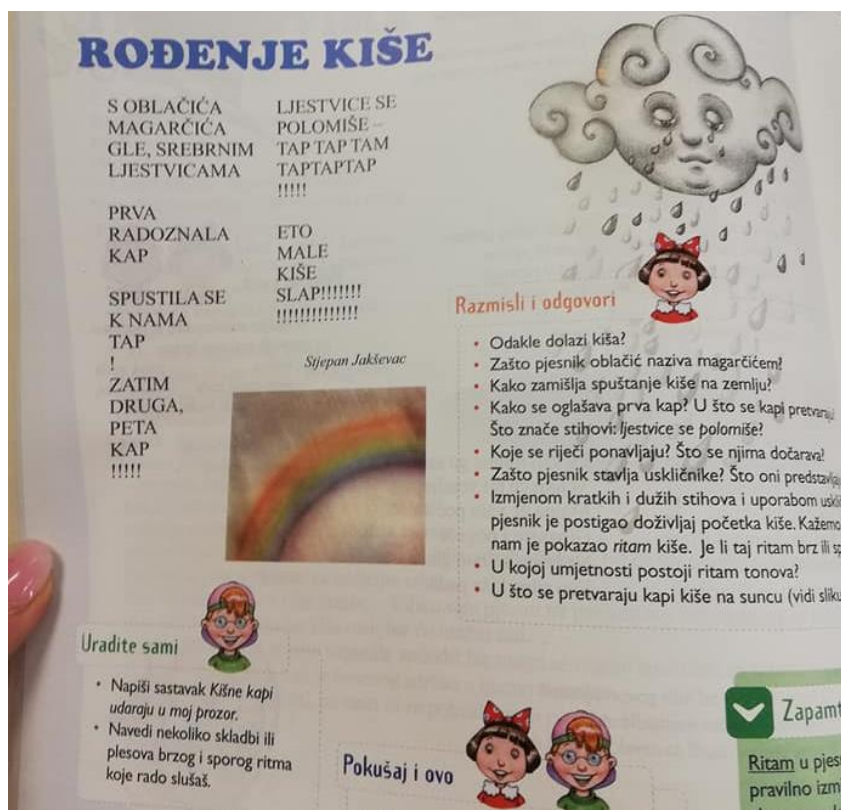 ROĐENJE KIŠE
S OBLAČIĆA
MAGARČIĆA
GLE, SREBRNIM
LJESTVICAMA
PRVA
RADOZNALA
KAP
SPUSTILA SE
K NAMA
TAP
!
ZATIM
DRUGA,
PETA
KAP
!!!!!
LJESTVICE SE
POLOMIŠE –
TAP TAP TAM
TAPTAPTAP
!!!!!
ETO
MALE
KIŠE
SLAP!!!!!!!
!!!!!!!!!!!!!!
Stjepan Jakševac
Razmisli i odgovori
• Odakle dolazi kiša?
• Zašto pjesnik oblačić naziva magarčićem?
• Kako zamišlja spuštanje kiše na zemlju?
• Kako se oglašava prva kap? U što se kapi pretvaraju
Što znače stihovi: ljestvice se polomiše?
• Koje se riječi ponavljaju? Što se njima dočarava?
• Zašto pjesnik stavlja uskličnike? Što oni predstavlja
• Izmjenom kratkih i dužih stihova i uporabom uskli
pjesnik je postigao doživljaj početka kiše. Kažemo
nam je pokazao ritam kiše. Je li taj ritam brz ili sp
• U kojoj umjetnosti postoji ritam tonova?
• U što se pretvaraju kapi kiše na suncu (vidi sliku
Uradite sami
• Napiši sastavak Kišne kapi
udaraju u moj prozor.
• Navedi nekoliko skladbi ili
plesova brzog i sporog ritma
koje rado slušaš.
Pokušaj i ovo
Zapamt
Ritam u pjes
pravilno izmj